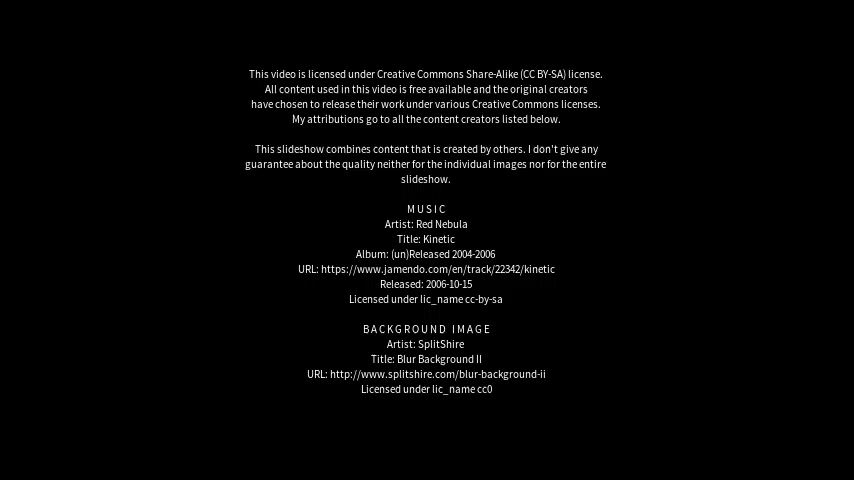 This video is licensed under Creative Commons Share-Alike (CC BY-SA) license.
All content used in this video is free available and the original creators
have chosen to release their work under various Creative Commons licenses.
My attributions go to all the content creators listed below.
This slideshow combines content that is created by others. I don't give any
guarantee about the quality neither for the individual images nor for the entire
slideshow.
MUSIC
Artist: Red Nebula
Title: Kinetic
Album: (un)Released 2004-2006
URL: https://www.jamendo.com/en/track/22342/kinetic
Released: 2006-10-15
Licensed under lic_name cc-by-sa
BACKGROUND IMAGE
Artist: SplitShire
Title: Blur Background II
URL: http://www.splitshire.com/blur-background-ii
Licensed under lic_name cc0